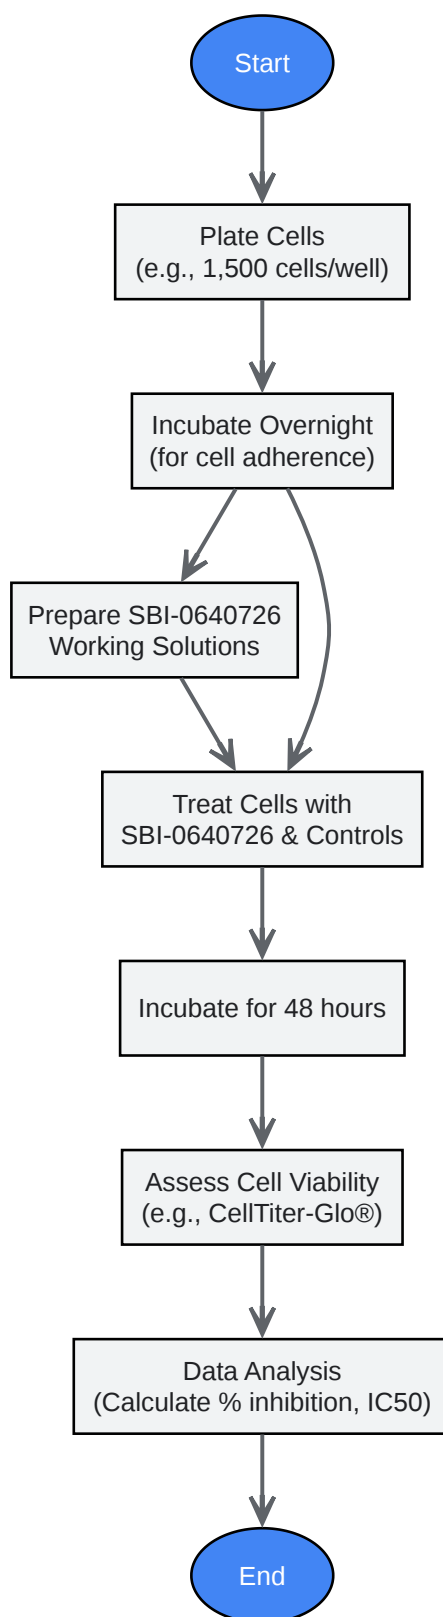 Start
Plate Cells
(e.g., 1,500 cells/well)
Incubate Overnight
(for cell adherence)
Prepare SBI-0640726
Working Solutions
Treat Cells with
SBI-0640726 & Controls
Incubate for 48 hours
Assess Cell Viability
(e.g., CellTiter-Glo®)
Data Analysis
(Calculate % inhibition, IC50)
End